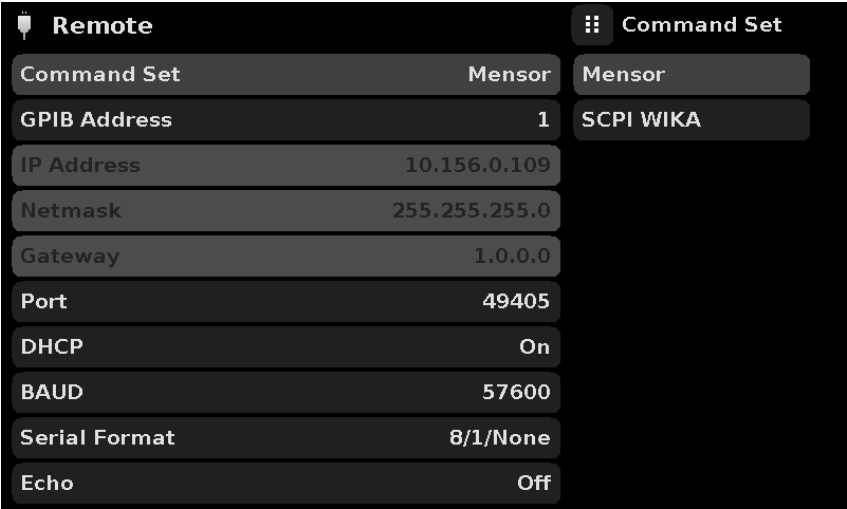 Remote
Command Set Mensor
GPIB Address 1
IP Address 10.156.0.109
Netmask 255.255.255.0
Gateway 1.0.0.0
Port 49405
DHCP On
BAUD 57600
Serial Format 8/1/None
Echo Off
Command Set
Mensor
SCPI WIKA